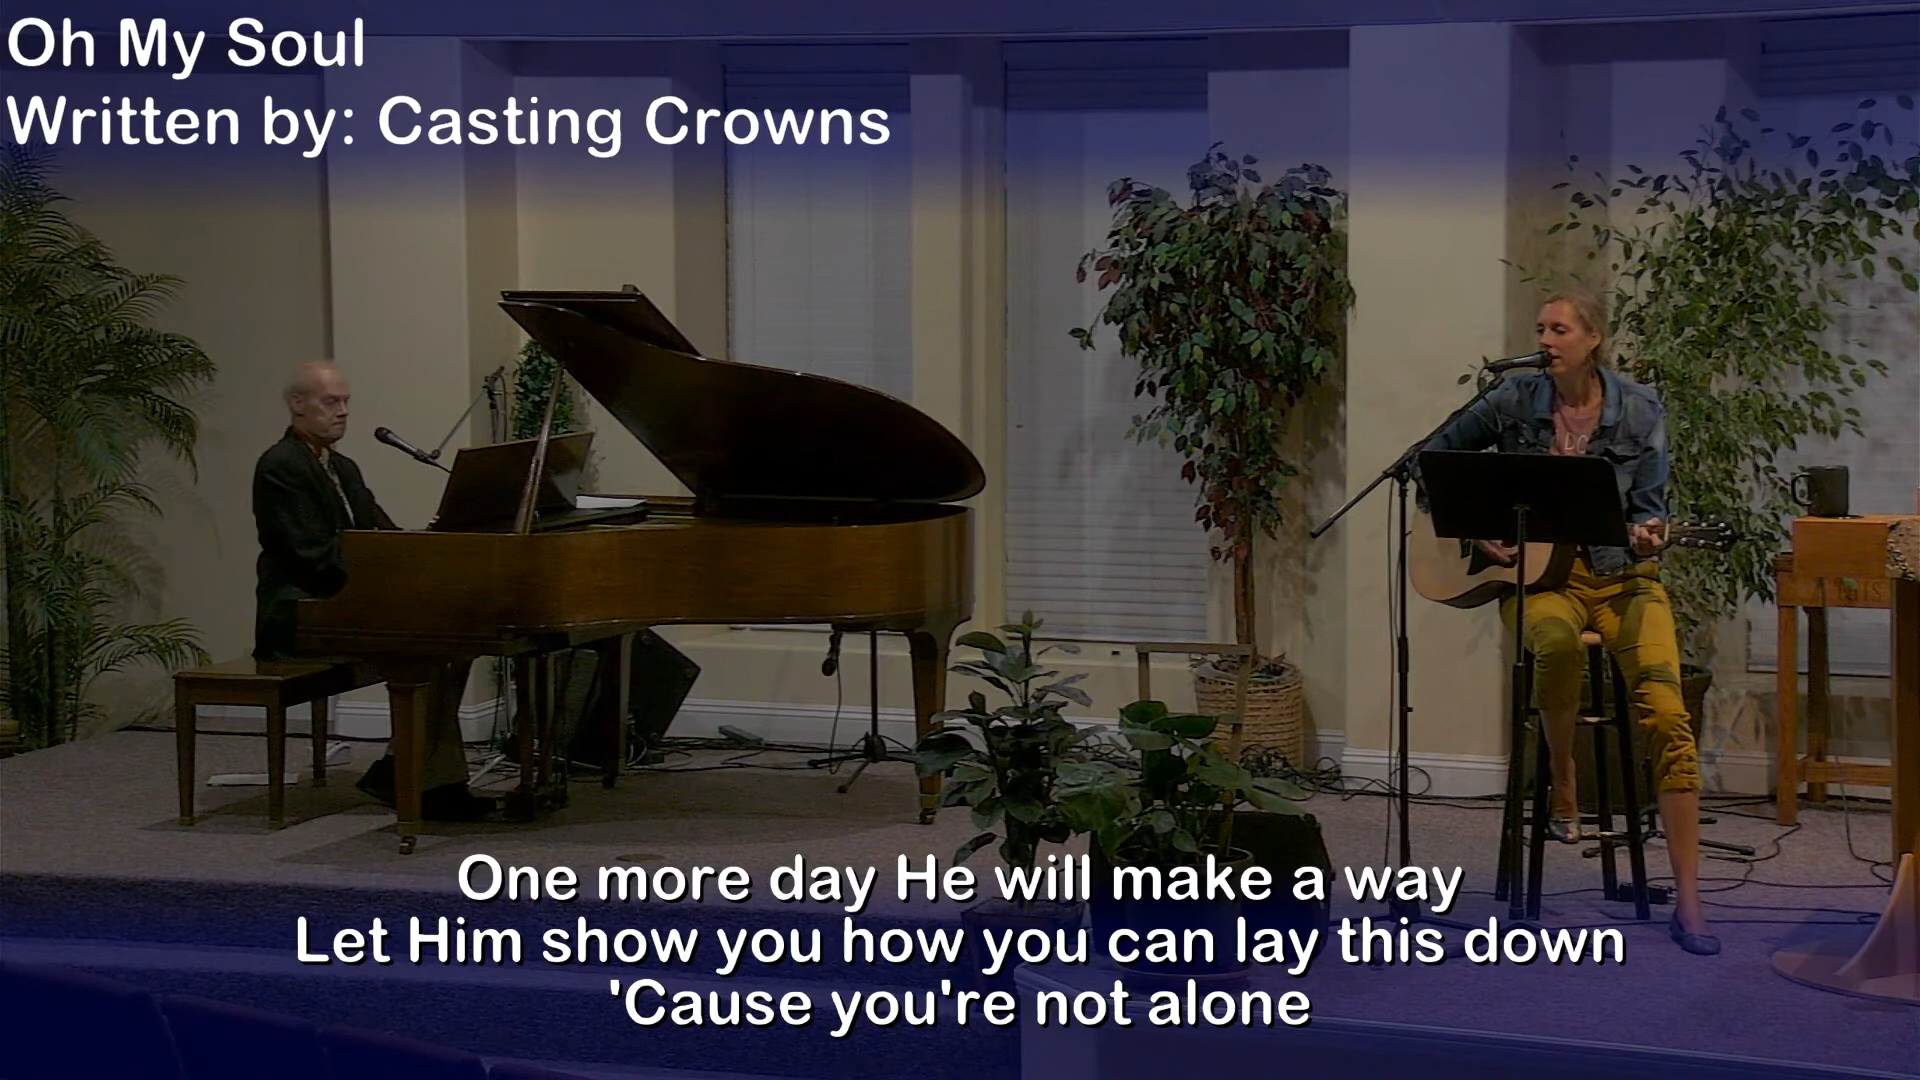 Oh My Soul
Written by: Casting Crowns
One more day He will make a way
Let Him show you how you can lay this down
'Cause you're not alone